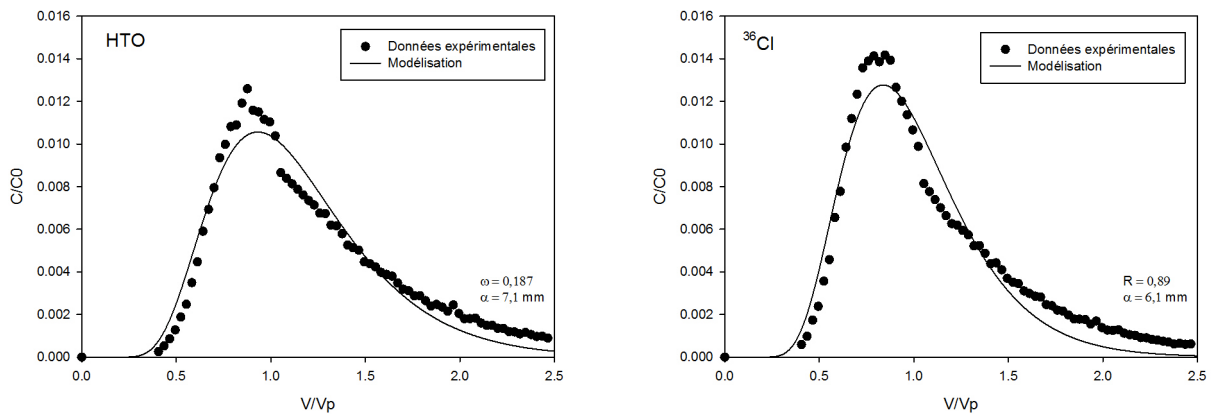 HTO
Données expérimentales
Modélisation
C/C0
0.016
0.014
0.012
0.010
0.008
0.006
0.004
0.002
0.000
ω = 0,187
α = 7,1 mm
0.0 0.5 1.0 1.5 2.0 2.5
V/Vp
³⁶Cl
Données expérimentales
Modélisation
C/C0
0.016
0.014
0.012
0.010
0.008
0.006
0.004
0.002
0.000
R = 0,89
α = 6,1 mm
0.0 0.5 1.0 1.5 2.0 2.5
V/Vp